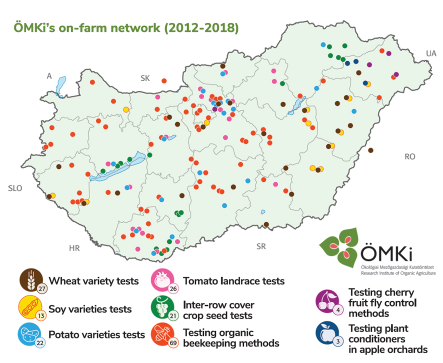 ÖMKi's on-farm network (2012-2018)
UA
A
SK
RO
SLO
HR
SR
ÖMKi
Ökológiai Mezőgazdasági Kutatóintézet
Research Institute of Organic Agriculture
27
Wheat variety tests
13
Soy varieties tests
22
Potato varieties tests
26
Tomato landrace tests
21
Inter-row cover
crop seed tests
69
Testing organic
beekeeping methods
4
Testing cherry
fruit fly control
methods
3
Testing plant
conditioners
in apple orchards